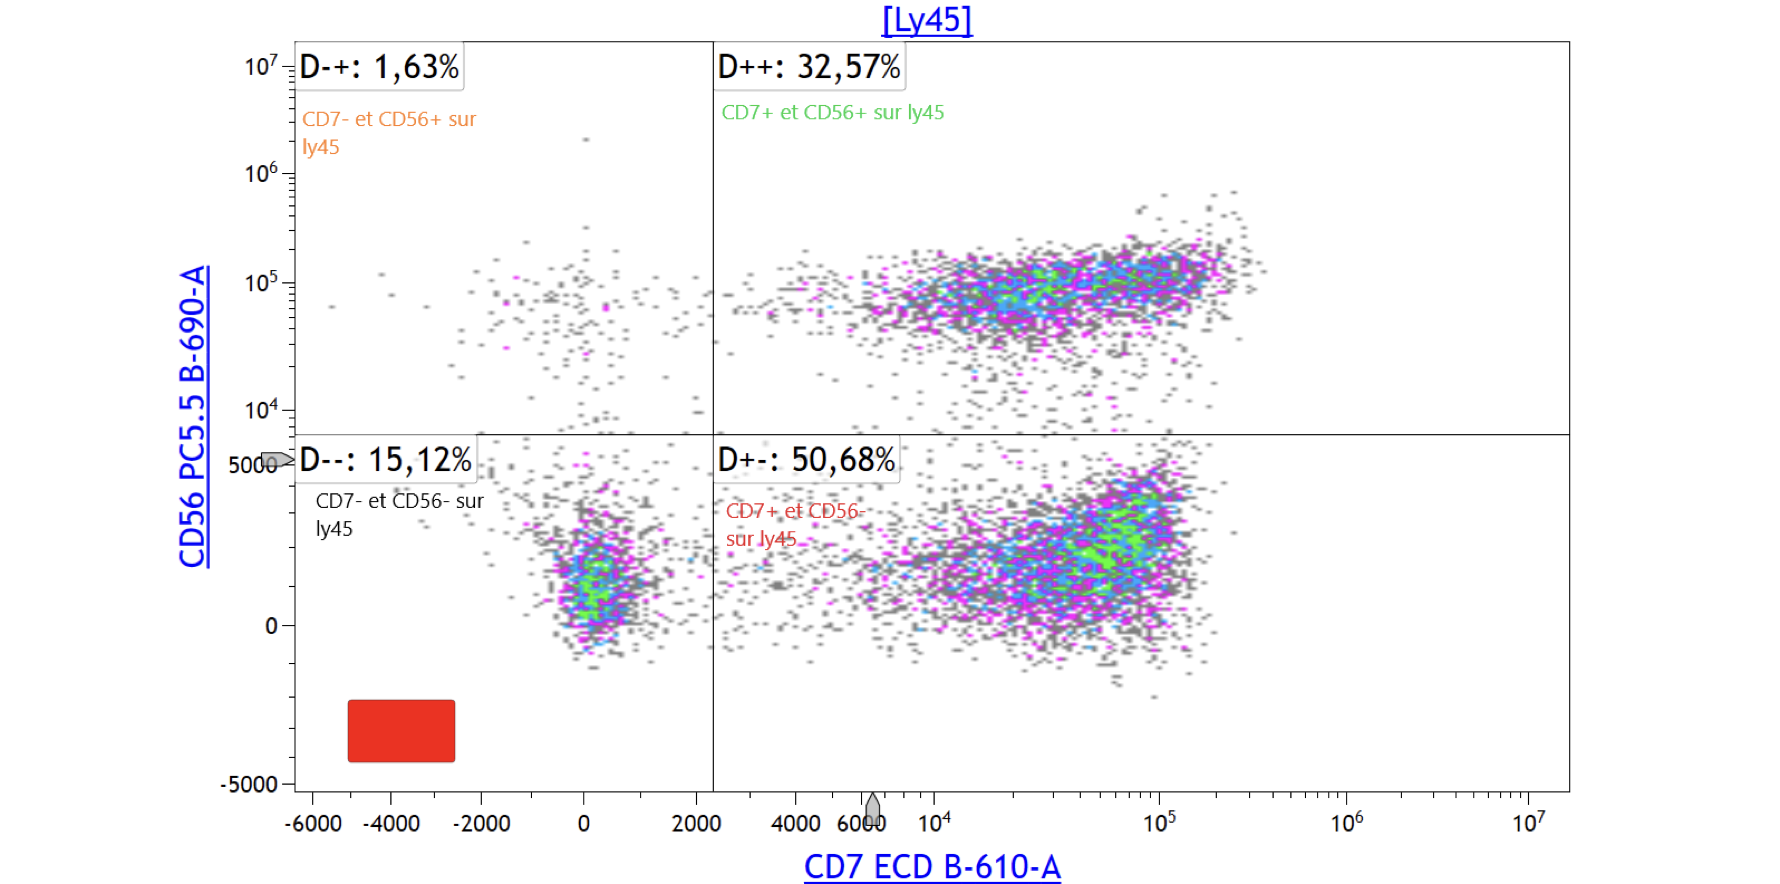 [Ly45]
D-+: 1,63%
D++: 32,57%
CD7- et CD56+ sur
ly45
CD7+ et CD56+ sur ly45
D--: 15,12%
D+-: 50,68%
CD7- et CD56- sur
ly45
CD7+ et CD56-
sur ly45
10⁷
10⁶
10⁵
10⁴
5000
0
-5000
CD56 PC5.5 B-690-A
-6000 -4000 -2000 0 2000 4000 6000 10⁴ 10⁵ 10⁶ 10⁷
CD7 ECD B-610-A